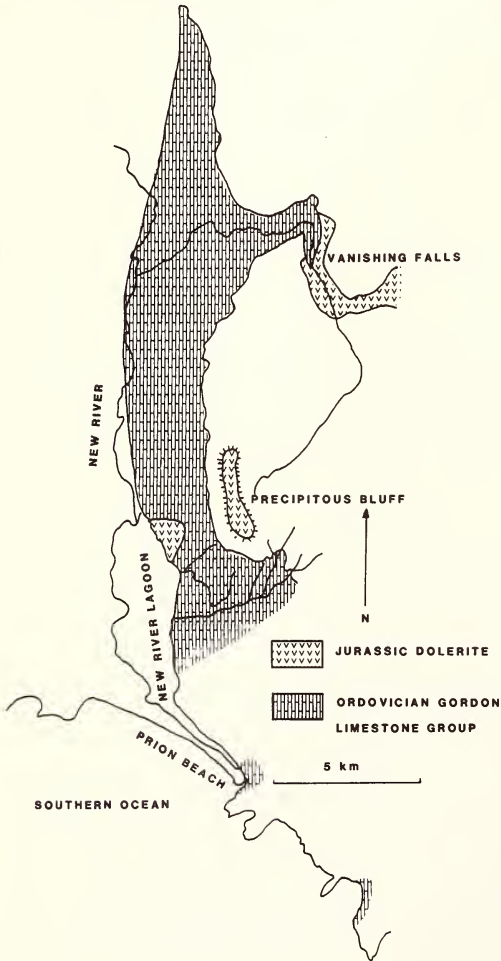 VANISHING FALLS
NEW RIVER
PRECIPITOUS BLUFF
N
NEW RIVER LAGOON
JURASSIC DOLERITE
ORDOVICIAN GORDON
LIMESTONE GROUP
PRION BEACH
5 km
SOUTHERN OCEAN